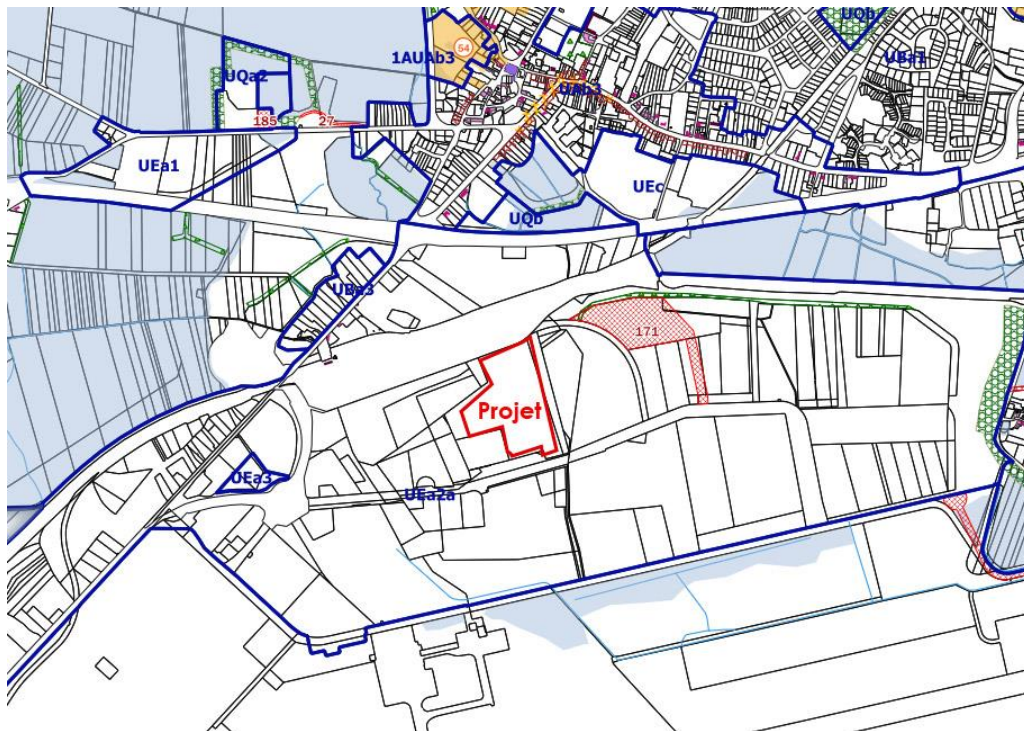 UQb
54
1AUAb3
UBa1
UQa2
UAb3
185
27
UEa1
UEc
UQb
UBa3
171
Projet
UEa3
UEa2a